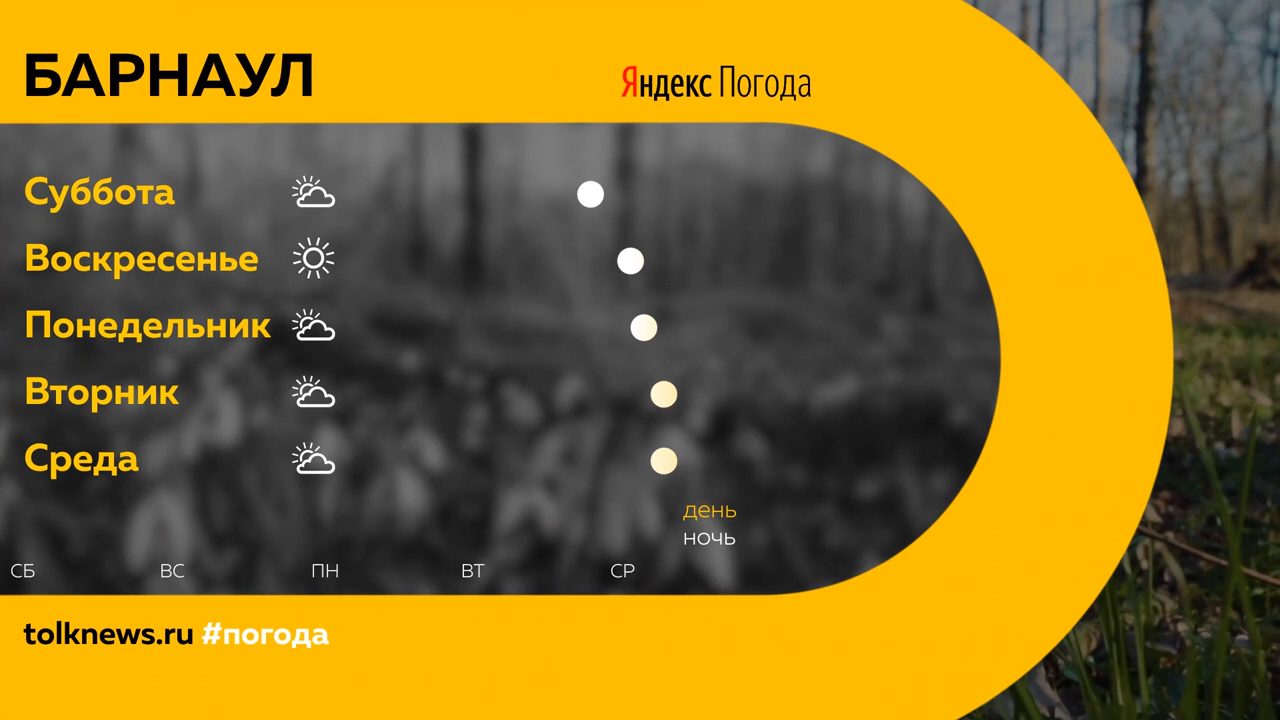 БАРНАУЛ
Яндекс Погода
Суббота
Воскресенье
Понедельник
Вторник
Среда
день
ночь
СБ ВС ПН ВТ СР
tolknews.ru #погода